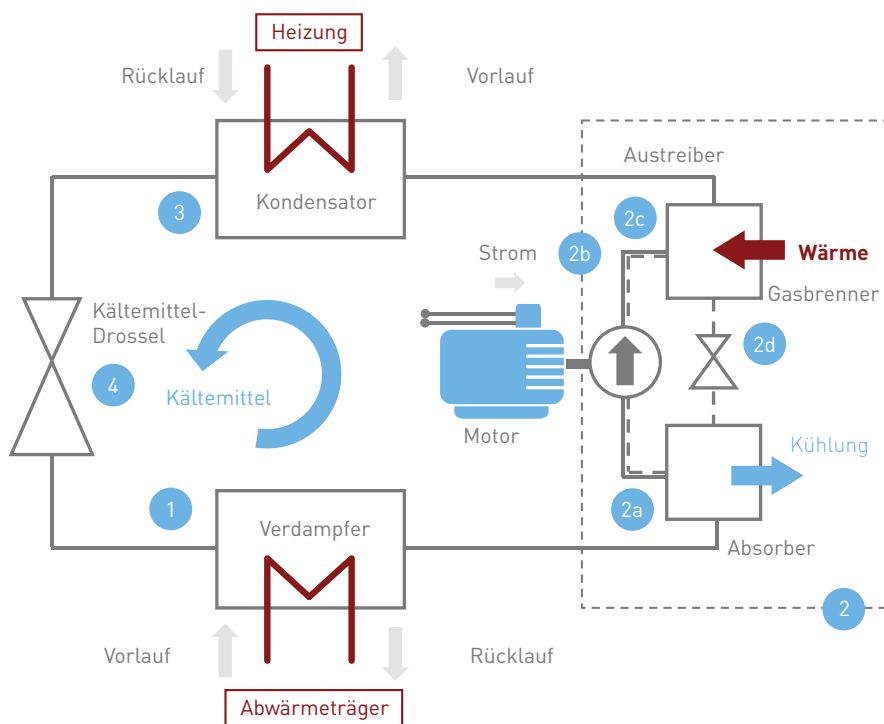 Heizung
Rücklauf
Vorlauf
Austreiber
Kondensator
3
2c
Strom
2b
Wärme
Gasbrenner
Kältemittel-
Drossel
2d
4
Kältemittel
Motor
Kühlung
1
2a
Verdampfer
Absorber
2
Vorlauf
Rücklauf
Abwärmeträger